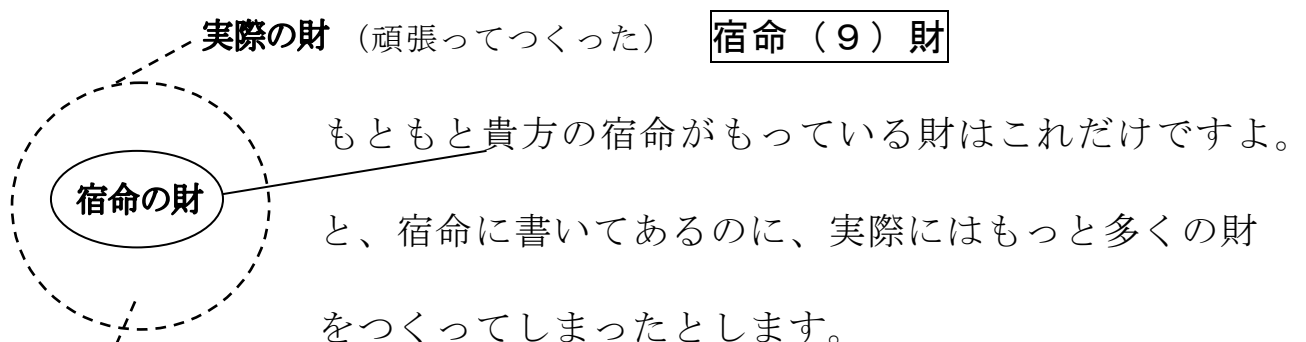 実際の財 （頑張ってつくった） 宿命（９）財
もともと貴方の宿命がもっている財はこれだけですよ。
宿命の財
と、宿命に書いてあるのに、実際にはもっと多くの財
をつくってしまったとします。